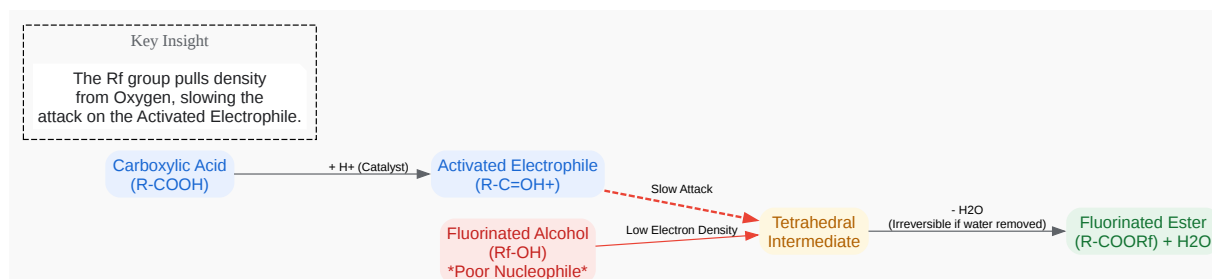 Key Insight
The Rf group pulls density
from Oxygen, slowing the
attack on the Activated Electrophile.
Carboxylic Acid
(R-COOH)
+ H+ (Catalyst)
Activated Electrophile
(R-C=OH+)
Slow Attack
Fluorinated Alcohol
(Rf-OH)
*Poor Nucleophile*
Low Electron Density
Tetrahedral
Intermediate
- H2O
(Irreversible if water removed)
Fluorinated Ester
(R-COORf) + H2O